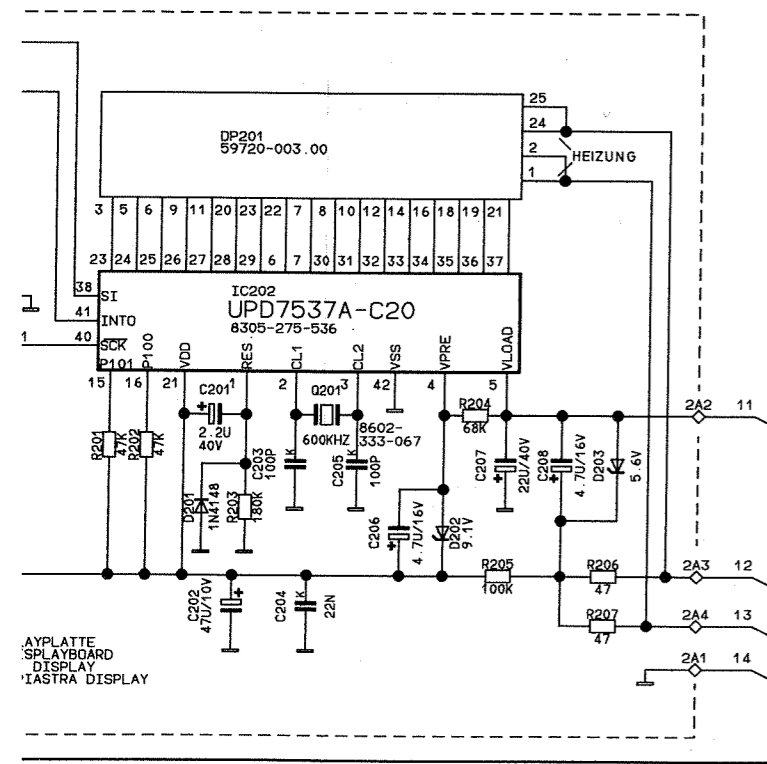 25
DP201
59720-003.00
24
2
HEIZUNG
1
3 5 6 9 11 20 23 22 7 8 10 12 14 16 18 19 21
23 24 25 26 27 28 29 6 7 30 31 32 33 34 35 36 37
38
SI
IC202
UPD7537A-C20
8305-275-536
41
INTO
40
SCK
1
P101 P100 VDD RES. CL1 CL2 VSS VPRE VLOAD
15 16 21 1 2 3 42 4 5
C201
2.2U
40V
Q201
600KHZ
8602-
333-067
R204
68K
2A2
11
R201
47K
R202
47K
C203
100P
K
C205
100P
K
C207
22U/40V
C208
4.7U/16V
D203
5.6V
D201
1N4148
R203
180K
C206
4.7U/16V
D202
9.1V
R205
100K
R206
47
2A3
12
C202
47U/10V
C204
22N
K
R207
47
2A4
13
AYPLATTE
SPLAYBOARD
DISPLAY
IASTRA DISPLAY
2A1
14